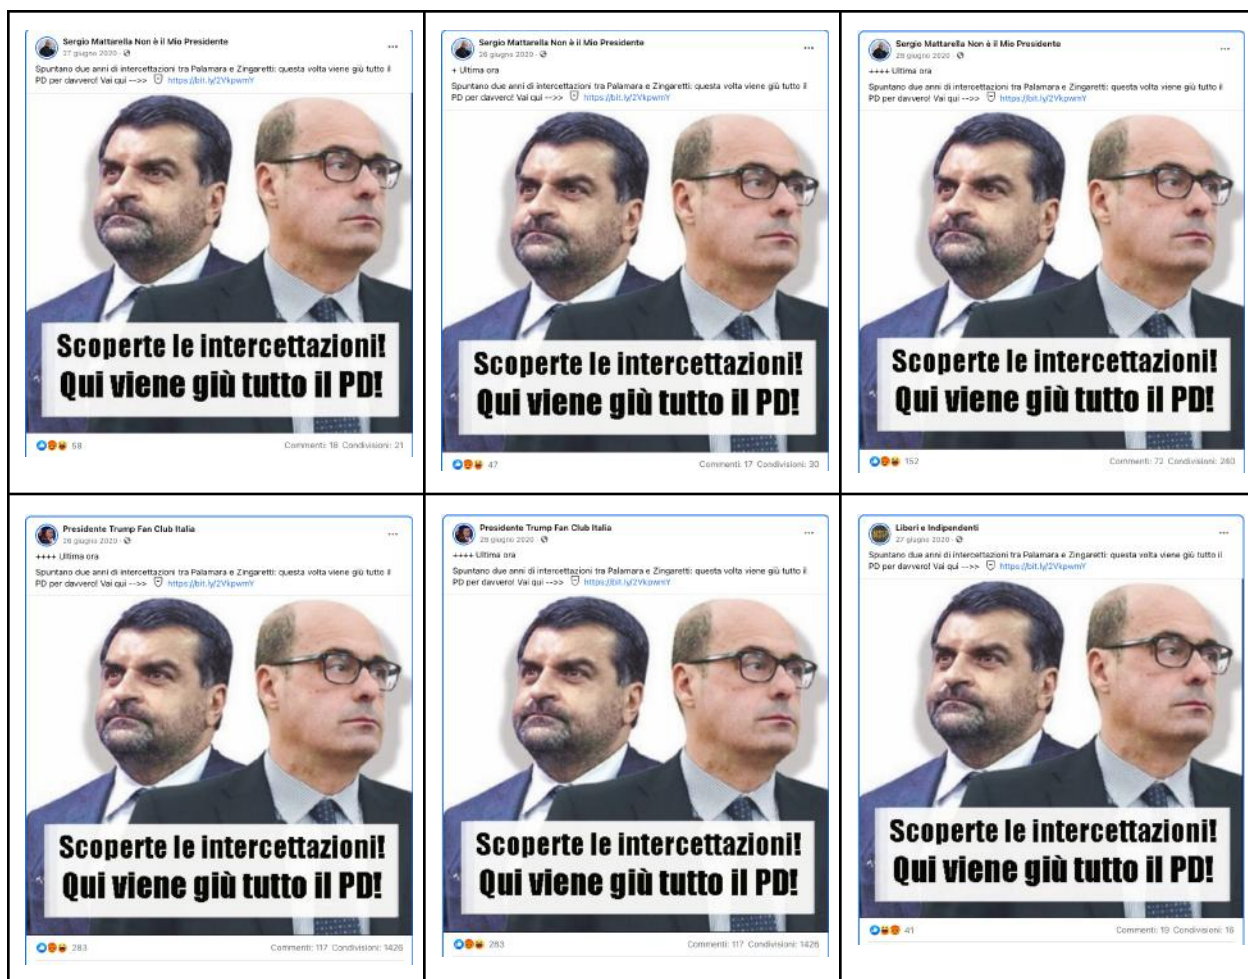 Sergio Mattarella Non è il Mio Presidente
27 giugno 2020
Spuntano due anni di intercettazioni tra Palamara e Zingaretti: questa volta viene giù tutto il
PD per davvero! Vai qui -->> https://bit.ly/2VkpwmY
Scoperte le intercettazioni!
Qui viene giù tutto il PD!
58 Commenti: 18 Condivisioni: 21
Sergio Mattarella Non è il Mio Presidente
26 giugno 2020
+ Ultima ora
Spuntano due anni di intercettazioni tra Palamara e Zingaretti: questa volta viene giù tutto il
PD per davvero! Vai qui -->> https://bit.ly/2VkpwmY
Scoperte le intercettazioni!
Qui viene giù tutto il PD!
47 Commenti: 17 Condivisioni: 30
Sergio Mattarella Non è il Mio Presidente
28 giugno 2020
++++ Ultima ora
Spuntano due anni di intercettazioni tra Palamara e Zingaretti: questa volta viene giù tutto il
PD per davvero! Vai qui -->> https://bit.ly/2VkpwmY
Scoperte le intercettazioni!
Qui viene giù tutto il PD!
152 Commenti: 72 Condivisioni: 280
Presidente Trump Fan Club Italia
26 giugno 2020
++++ Ultima ora
Spuntano due anni di intercettazioni tra Palamara e Zingaretti: questa volta viene giù tutto il
PD per davvero! Vai qui -->> https://bit.ly/2VkpwmY
Scoperte le intercettazioni!
Qui viene giù tutto il PD!
283 Commenti: 117 Condivisioni: 1426
Presidente Trump Fan Club Italia
28 giugno 2020
++++ Ultima ora
Spuntano due anni di intercettazioni tra Palamara e Zingaretti: questa volta viene giù tutto il
PD per davvero! Vai qui -->> https://bit.ly/2VkpwmY
Scoperte le intercettazioni!
Qui viene giù tutto il PD!
283 Commenti: 117 Condivisioni: 1426
Liberi e Indipendenti
27 giugno 2020
Spuntano due anni di intercettazioni tra Palamara e Zingaretti: questa volta viene giù tutto il
PD per davvero! Vai qui -->> https://bit.ly/2VkpwmY
Scoperte le intercettazioni!
Qui viene giù tutto il PD!
41 Commenti: 19 Condivisioni: 16